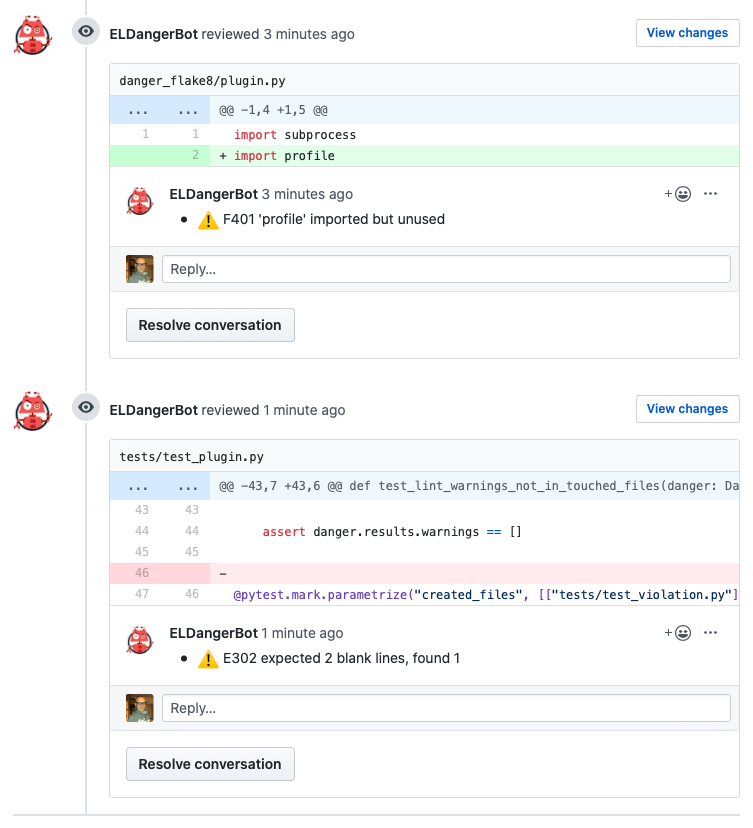 ELDangerBot reviewed 3 minutes ago
View changes
danger_flake8/plugin.py
... ... @@ -1,4 +1,5 @@
1 1 import subprocess
2 + import profile
ELDangerBot 3 minutes ago
+ ...
• ⚠ F401 'profile' imported but unused
Reply...
Resolve conversation
ELDangerBot reviewed 1 minute ago
View changes
tests/test_plugin.py
... ... @@ -43,7 +43,6 @@ def test_lint_warnings_not_in_touched_files(danger: Da
43 43
44 44 assert danger.results.warnings == []
45 45
46 -
47 46 @pytest.mark.parametrize("created_files", [["tests/test_violation.py"]
ELDangerBot 1 minute ago
+ ...
• ⚠ E302 expected 2 blank lines, found 1
Reply...
Resolve conversation